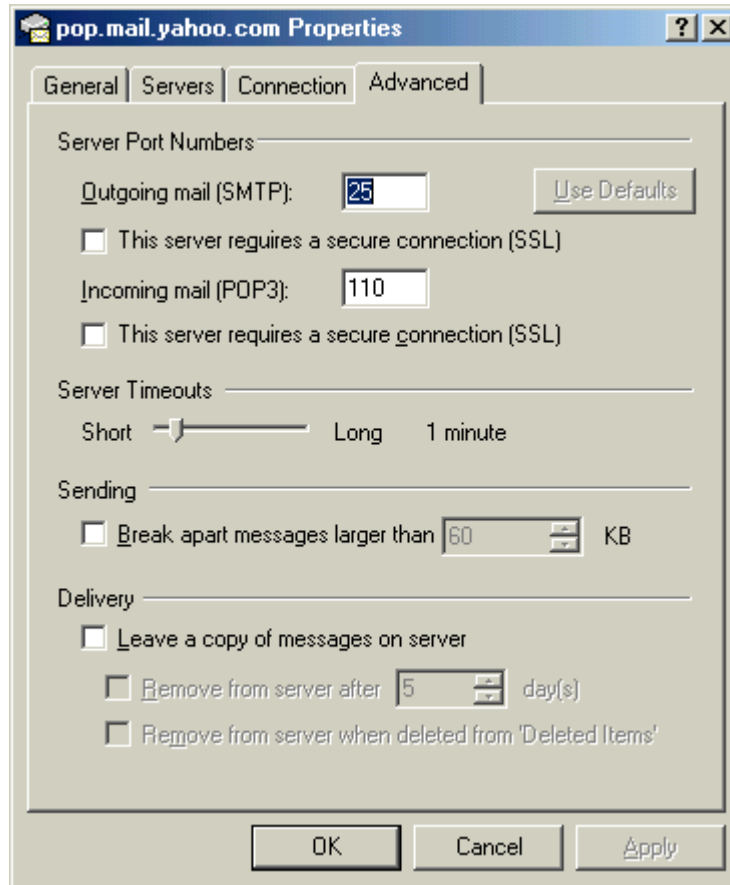 pop.mail.yahoo.com Properties
General Servers Connection Advanced
Server Port Numbers
Outgoing mail (SMTP): 25 Use Defaults
This server requires a secure connection (SSL)
Incoming mail (POP3): 110
This server requires a secure connection (SSL)
Server Timeouts
Short Long 1 minute
Sending
Break apart messages larger than 60 KB
Delivery
Leave a copy of messages on server
Remove from server after 5 day(s)
Remove from server when deleted from 'Deleted Items'
OK Cancel Apply